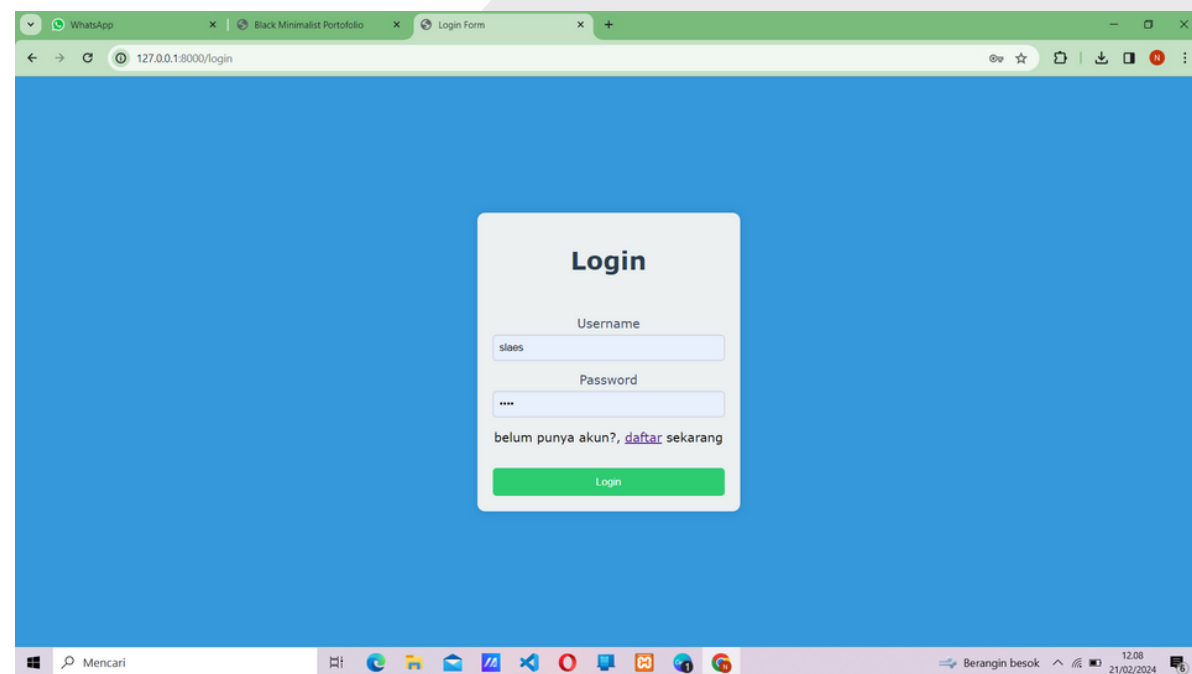 WhatsApp
Black Minimalist Portofolio
Login Form
127.0.0.1:8000/login
N
Login
Username
slaes
Password
••••
belum punya akun?, daftar sekarang
Login
Mencari
Berangin besok
12.08
21/02/2024